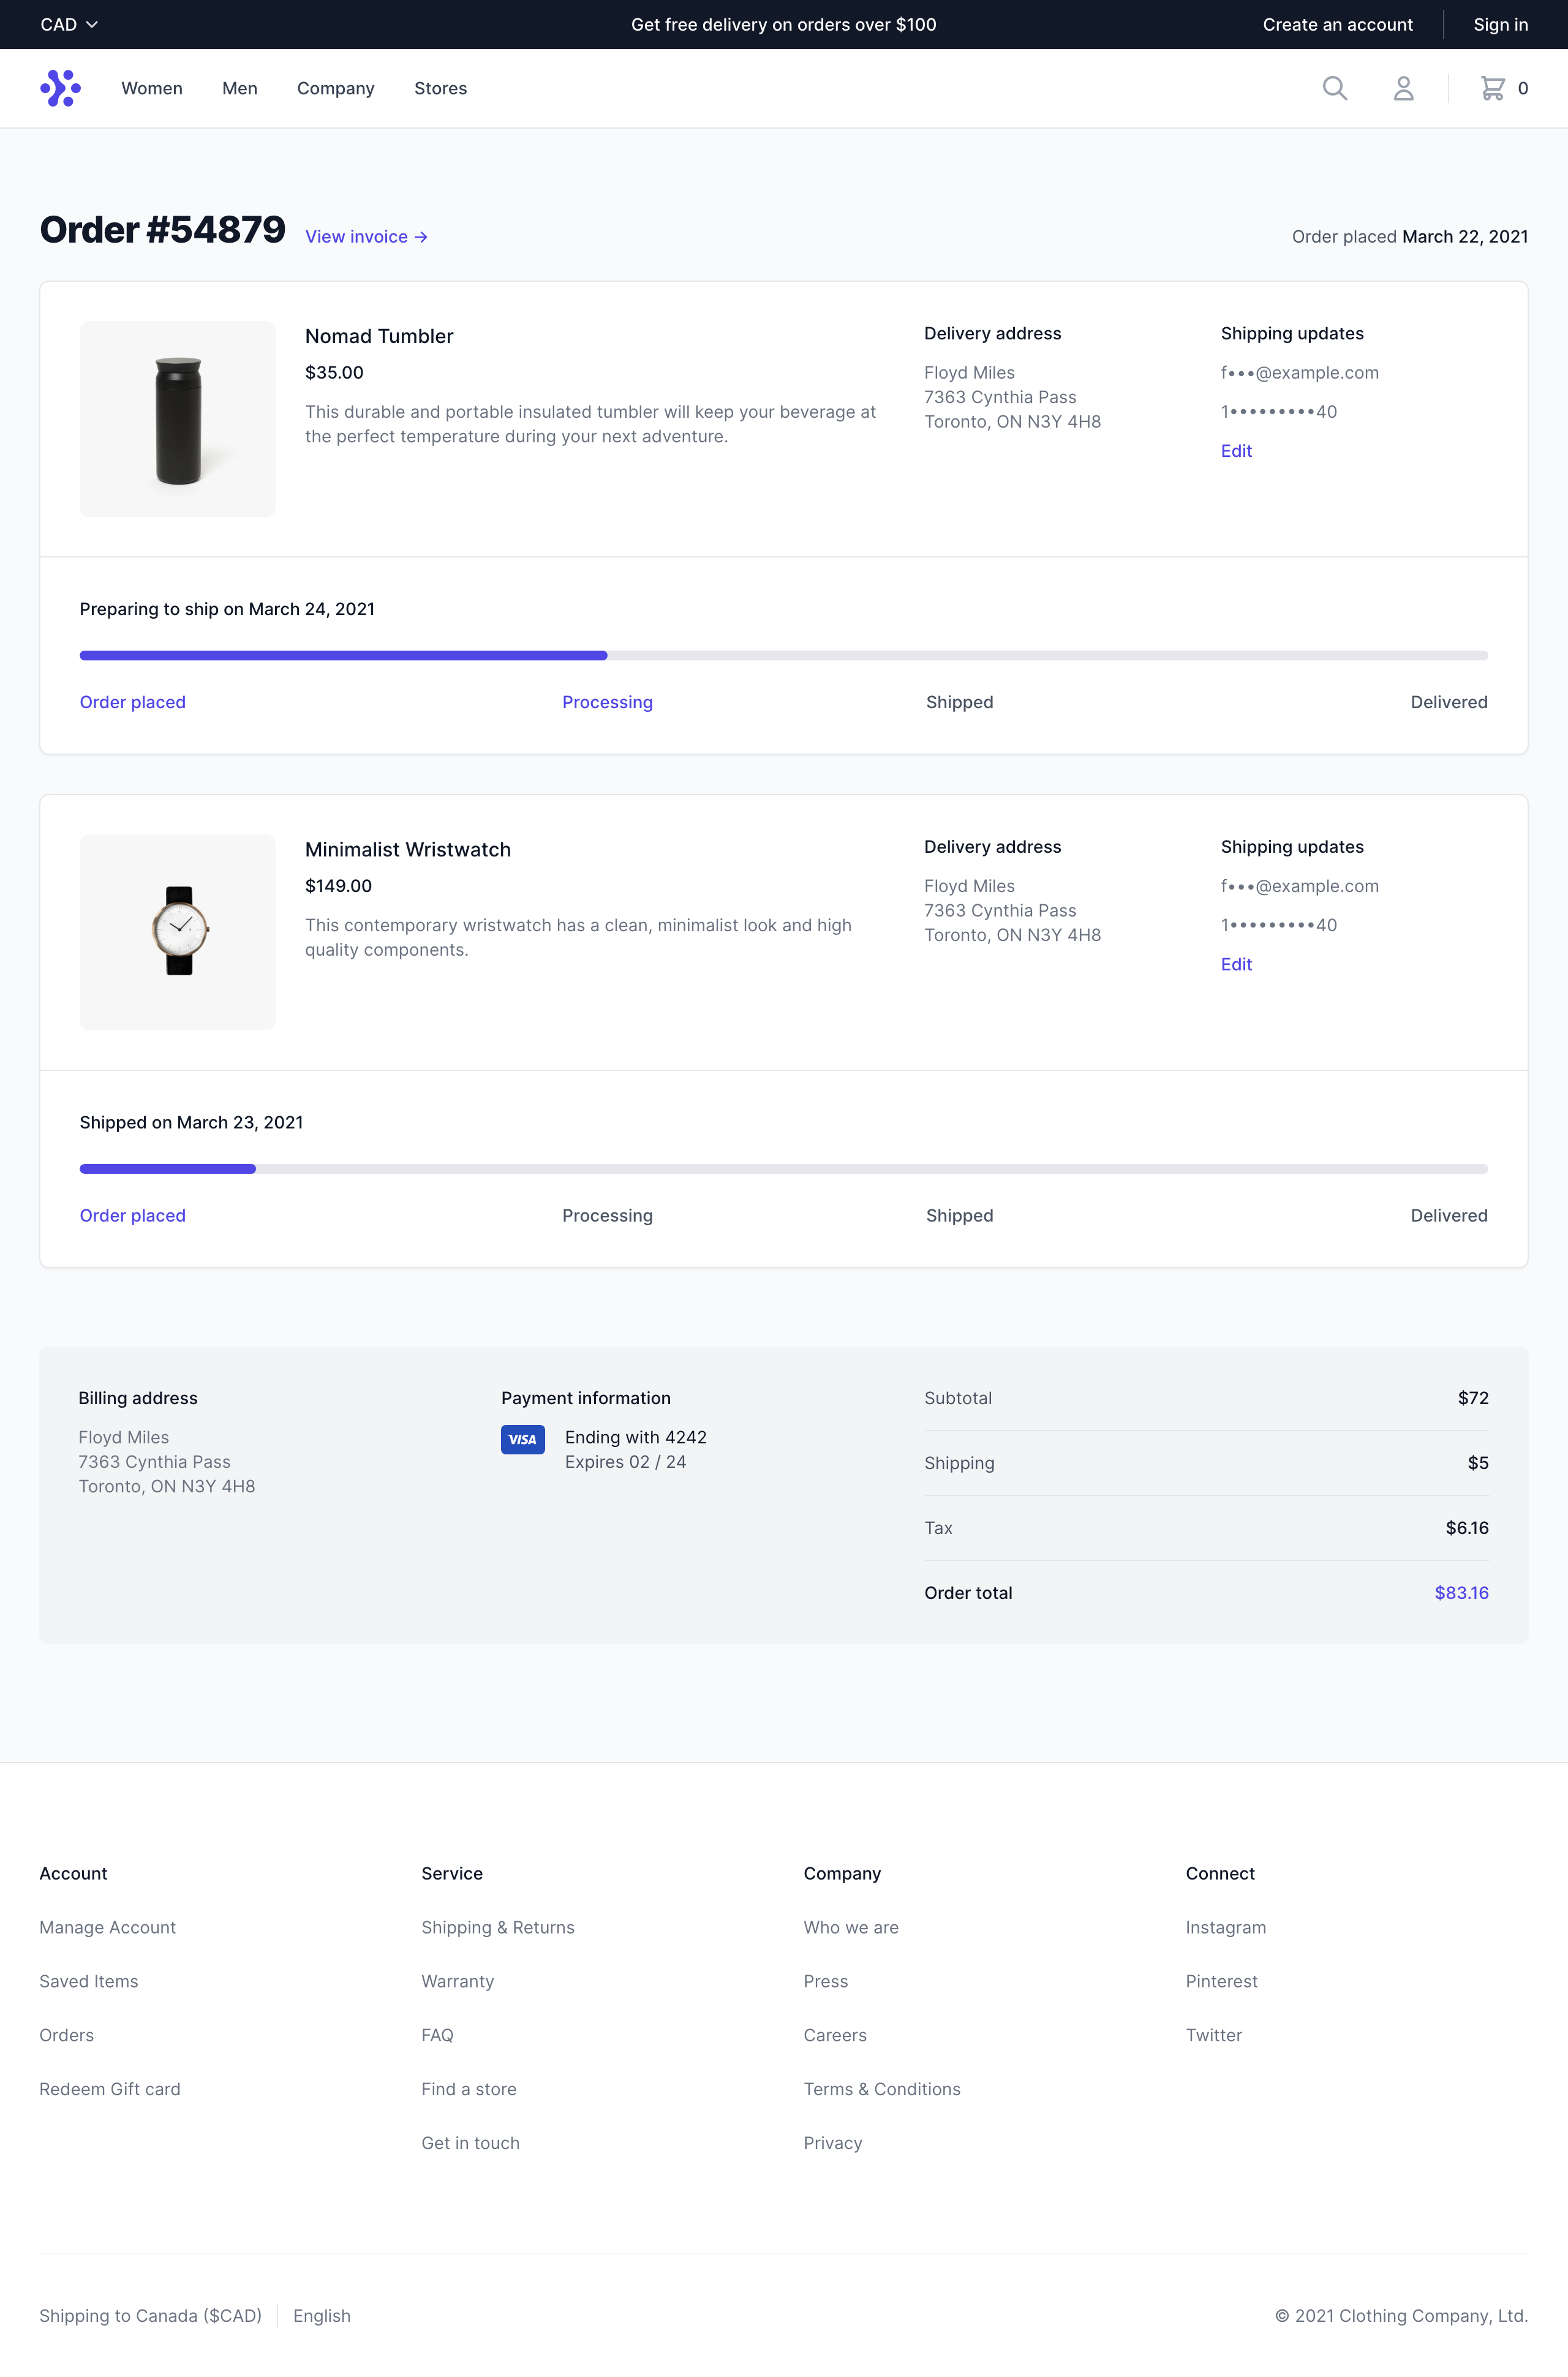 CAD
Get free delivery on orders over $100
Create an account
Sign in
Women
Men
Company
Stores
0
Order #54879
View invoice →
Order placed March 22, 2021
Nomad Tumbler
$35.00
This durable and portable insulated tumbler will keep your beverage at
the perfect temperature during your next adventure.
Delivery address
Floyd Miles
7363 Cynthia Pass
Toronto, ON N3Y 4H8
Shipping updates
f•••@example.com
1•••••••••40
Edit
Preparing to ship on March 24, 2021
Order placed
Processing
Shipped
Delivered
Minimalist Wristwatch
$149.00
This contemporary wristwatch has a clean, minimalist look and high
quality components.
Delivery address
Floyd Miles
7363 Cynthia Pass
Toronto, ON N3Y 4H8
Shipping updates
f•••@example.com
1•••••••••40
Edit
Shipped on March 23, 2021
Order placed
Processing
Shipped
Delivered
Billing address
Floyd Miles
7363 Cynthia Pass
Toronto, ON N3Y 4H8
Payment information
VISA
Ending with 4242
Expires 02 / 24
Subtotal
$72
Shipping
$5
Tax
$6.16
Order total
$83.16
Account
Manage Account
Saved Items
Orders
Redeem Gift card
Service
Shipping & Returns
Warranty
FAQ
Find a store
Get in touch
Company
Who we are
Press
Careers
Terms & Conditions
Privacy
Connect
Instagram
Pinterest
Twitter
Shipping to Canada ($CAD)
English
© 2021 Clothing Company, Ltd.